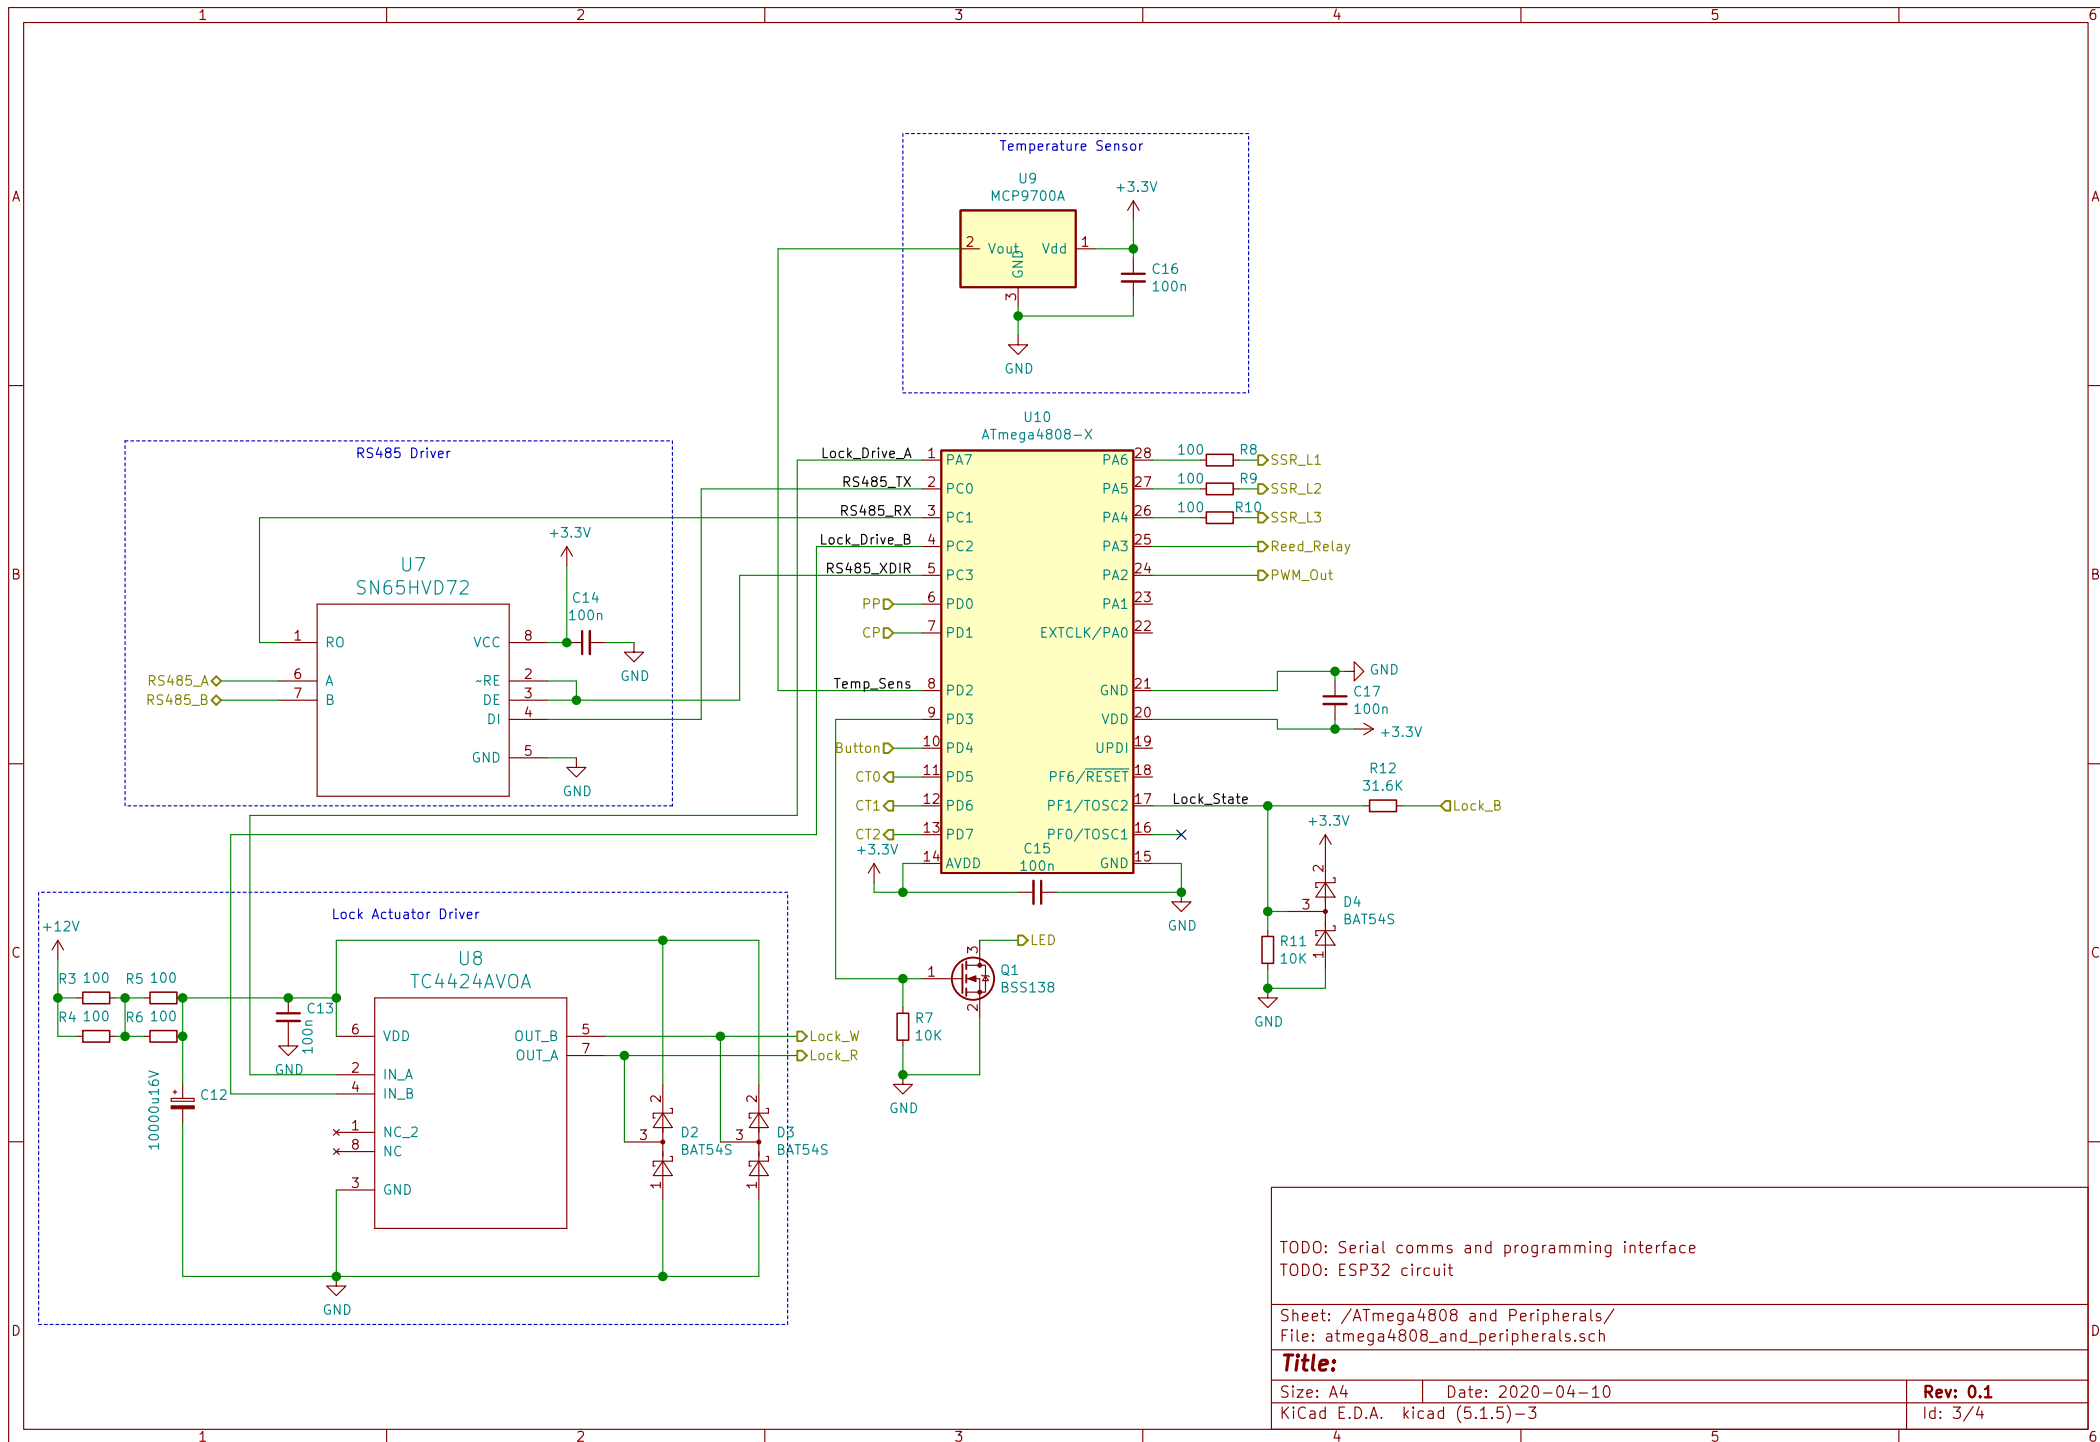 1 2 3 4 5 6
A A
Temperature Sensor
U9
MCP9700A
+3.3V
2 Vout GND Vdd 1
3
C16
100n
GND
B B
RS485 Driver
U7
SN65HVD72
+3.3V
C14
100n
GND
1 RO
RS485_A 6 A
RS485_B 7 B
VCC 8
~RE 2
DE 3
DI 4
GND 5
GND
U10
ATmega4808-X
Lock_Drive_A 1 PA7
RS485_TX 2 PC0
RS485_RX 3 PC1
Lock_Drive_B 4 PC2
RS485_XDIR 5 PC3
PP 6 PD0
CP 7 PD1
Temp_Sens 8 PD2
9 PD3
Button 10 PD4
CT0 11 PD5
CT1 12 PD6
CT2 13 PD7
+3.3V 14 AVDD
PA6 28 100 R8 SSR_L1
PA5 27 100 R9 SSR_L2
PA4 26 100 R10 SSR_L3
PA3 25 Reed_Relay
PA2 24 PWM_Out
PA1 23
EXTCLK/PA0 22
GND 21 GND
C17
100n
VDD 20 +3.3V
UPDI 19
PF6/RESET 18
PF1/TOSC2 17 Lock_State
PF0/TOSC1 16
GND 15
C15
100n
GND
R12
31.6K
Lock_B
+3.3V
2
3
1
D4
BAT54S
R11
10K
GND
C C
LED
3
1
2
Q1
BSS138
R7
10K
GND
Lock Actuator Driver
+12V
R3 100 R5 100
R4 100 R6 100
C13
100n
GND
C12
10000u16V
U8
TC4424AVOA
6 VDD
2 IN_A
4 IN_B
1 NC_2
8 NC
3 GND
OUT_B 5 Lock_W
OUT_A 7 Lock_R
2
3
1
D2
BAT54S
2
3
1
D3
BAT54S
GND
D D
TODO: Serial comms and programming interface
TODO: ESP32 circuit
Sheet: /ATmega4808 and Peripherals/
File: atmega4808_and_peripherals.sch
Title:
Size: A4 Date: 2020-04-10 Rev: 0.1
KiCad E.D.A. kicad (5.1.5)-3 Id: 3/4
1 2 3 4 5 6